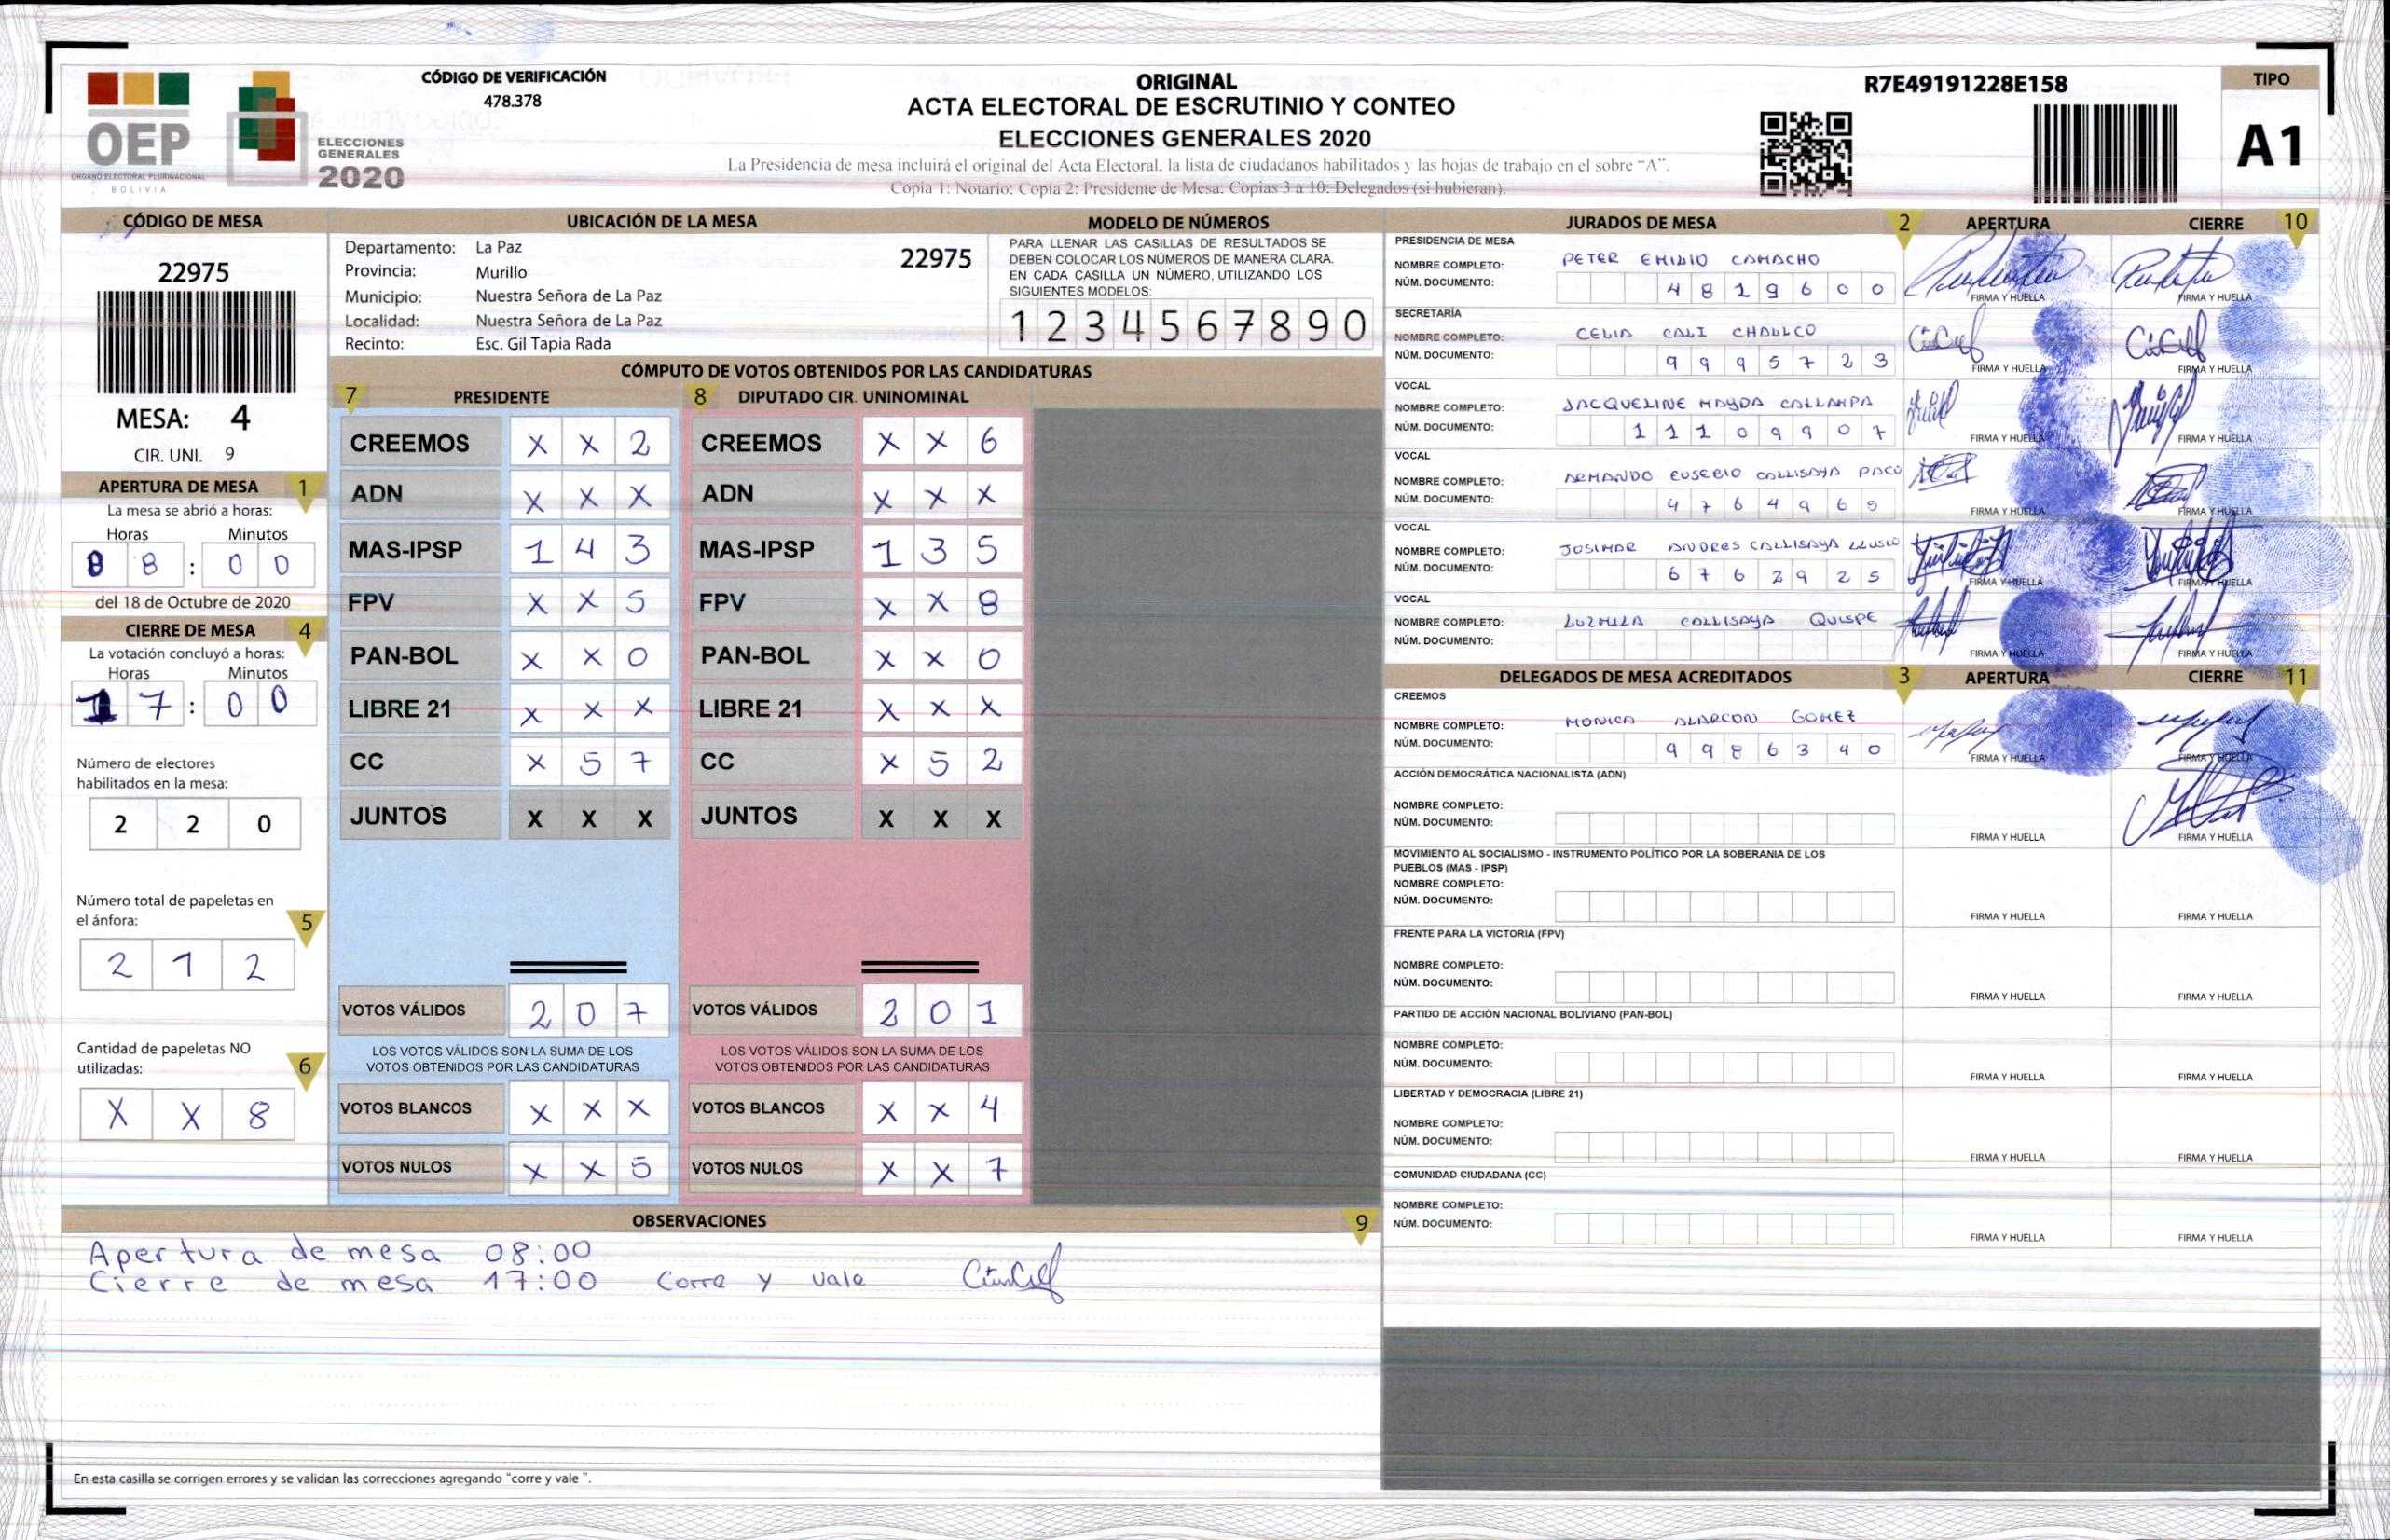 OEP
ÓRGANO ELECTORAL PLURINACIONAL
BOLIVIA
ELECCIONES
GENERALES
2020
CÓDIGO DE VERIFICACIÓN
478.378
ORIGINAL
ACTA ELECTORAL DE ESCRUTINIO Y CONTEO
ELECCIONES GENERALES 2020
La Presidencia de mesa incluirá el original del Acta Electoral, la lista de ciudadanos habilitados y las hojas de trabajo en el sobre "A".
Copia 1: Notario; Copia 2: Presidente de Mesa; Copias 3 a 10: Delegados (si hubieran).
R7E49191228E158
TIPO
A1
CÓDIGO DE MESA
22975
MESA: 4
CIR. UNI. 9
APERTURA DE MESA 1
La mesa se abrió a horas:
Horas Minutos
0 8 : 0 0
del 18 de Octubre de 2020
CIERRE DE MESA 4
La votación concluyó a horas:
Horas Minutos
1 7 : 0 0
Número de electores
habilitados en la mesa:
2 2 0
Número total de papeletas en
el ánfora: 5
2 1 2
Cantidad de papeletas NO
utilizadas: 6
X X 8
UBICACIÓN DE LA MESA
Departamento: La Paz
22975
Provincia: Murillo
Municipio: Nuestra Señora de La Paz
Localidad: Nuestra Señora de La Paz
Recinto: Esc. Gil Tapia Rada
MODELO DE NÚMEROS
PARA LLENAR LAS CASILLAS DE RESULTADOS SE
DEBEN COLOCAR LOS NÚMEROS DE MANERA CLARA.
EN CADA CASILLA UN NÚMERO, UTILIZANDO LOS
SIGUIENTES MODELOS:
1 2 3 4 5 6 7 8 9 0
CÓMPUTO DE VOTOS OBTENIDOS POR LAS CANDIDATURAS
7 PRESIDENTE
CREEMOS X X 2
ADN X X X
MAS-IPSP 1 4 3
FPV X X 5
PAN-BOL X X 0
LIBRE 21 X X X
CC X 5 7
JUNTOS X X X
VOTOS VÁLIDOS 2 0 7
LOS VOTOS VÁLIDOS SON LA SUMA DE LOS
VOTOS OBTENIDOS POR LAS CANDIDATURAS
VOTOS BLANCOS X X X
VOTOS NULOS X X 5
8 DIPUTADO CIR. UNINOMINAL
CREEMOS X X 6
ADN X X X
MAS-IPSP 1 3 5
FPV X X 8
PAN-BOL X X 0
LIBRE 21 X X X
CC X 5 2
JUNTOS X X X
VOTOS VÁLIDOS 2 0 1
LOS VOTOS VÁLIDOS SON LA SUMA DE LOS
VOTOS OBTENIDOS POR LAS CANDIDATURAS
VOTOS BLANCOS X X 4
VOTOS NULOS X X 7
OBSERVACIONES 9
Apertura de mesa 08:00
Cierre de mesa 17:00 Corre y vale
En esta casilla se corrigen errores y se validan las correcciones agregando "corre y vale ".
JURADOS DE MESA 2 APERTURA CIERRE 10
PRESIDENCIA DE MESA
NOMBRE COMPLETO: PETER EMILIO CAMACHO
NÚM. DOCUMENTO: 4 8 1 9 6 0 0
FIRMA Y HUELLA FIRMA Y HUELLA
SECRETARÍA
NOMBRE COMPLETO: CELIA CALI CHALLCO
NÚM. DOCUMENTO: 9 9 9 5 7 2 3
FIRMA Y HUELLA FIRMA Y HUELLA
VOCAL
NOMBRE COMPLETO: JACQUELINE MAYDA CALLAMPA
NÚM. DOCUMENTO: 1 1 1 0 9 9 0 7
FIRMA Y HUELLA FIRMA Y HUELLA
VOCAL
NOMBRE COMPLETO: ARMANDO EUSEBIO CALLISAYA PACO
NÚM. DOCUMENTO: 4 7 6 4 9 6 5
FIRMA Y HUELLA FIRMA Y HUELLA
VOCAL
NOMBRE COMPLETO: JOSIMAR ANDRES CALLISAYA LLUSCO
NÚM. DOCUMENTO: 6 7 6 2 9 2 5
FIRMA Y HUELLA FIRMA Y HUELLA
VOCAL
NOMBRE COMPLETO: LUZMILA CALLISAYA QUISPE
NÚM. DOCUMENTO:
FIRMA Y HUELLA FIRMA Y HUELLA
DELEGADOS DE MESA ACREDITADOS 3 APERTURA CIERRE 11
CREEMOS
NOMBRE COMPLETO: MONICA ALARCON GOMEZ
NÚM. DOCUMENTO: 9 9 8 6 3 4 0
FIRMA Y HUELLA FIRMA Y HUELLA
ACCIÓN DEMOCRÁTICA NACIONALISTA (ADN)
NOMBRE COMPLETO:
NÚM. DOCUMENTO:
FIRMA Y HUELLA FIRMA Y HUELLA
MOVIMIENTO AL SOCIALISMO - INSTRUMENTO POLÍTICO POR LA SOBERANIA DE LOS
PUEBLOS (MAS - IPSP)
NOMBRE COMPLETO:
NÚM. DOCUMENTO:
FIRMA Y HUELLA FIRMA Y HUELLA
FRENTE PARA LA VICTORIA (FPV)
NOMBRE COMPLETO:
NÚM. DOCUMENTO:
FIRMA Y HUELLA FIRMA Y HUELLA
PARTIDO DE ACCIÓN NACIONAL BOLIVIANO (PAN-BOL)
NOMBRE COMPLETO:
NÚM. DOCUMENTO:
FIRMA Y HUELLA FIRMA Y HUELLA
LIBERTAD Y DEMOCRACIA (LIBRE 21)
NOMBRE COMPLETO:
NÚM. DOCUMENTO:
FIRMA Y HUELLA FIRMA Y HUELLA
COMUNIDAD CIUDADANA (CC)
NOMBRE COMPLETO:
NÚM. DOCUMENTO:
FIRMA Y HUELLA FIRMA Y HUELLA